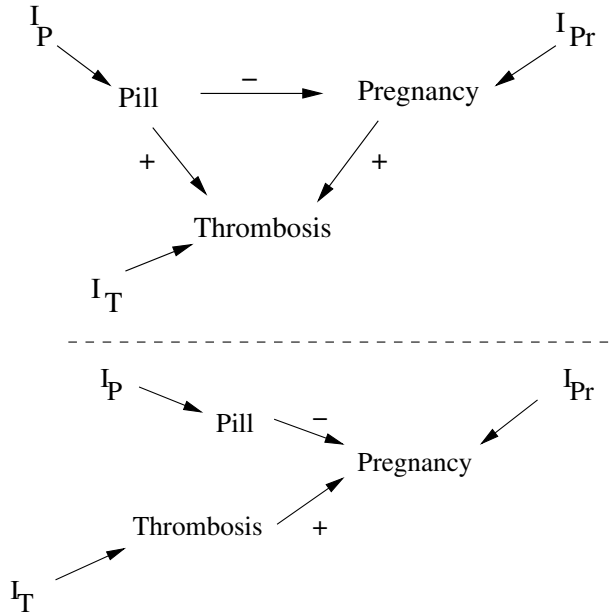 I_P
I_Pr
−
Pill
Pregnancy
+
+
Thrombosis
I_T
I_P
I_Pr
−
Pill
Pregnancy
Thrombosis
+
I_T